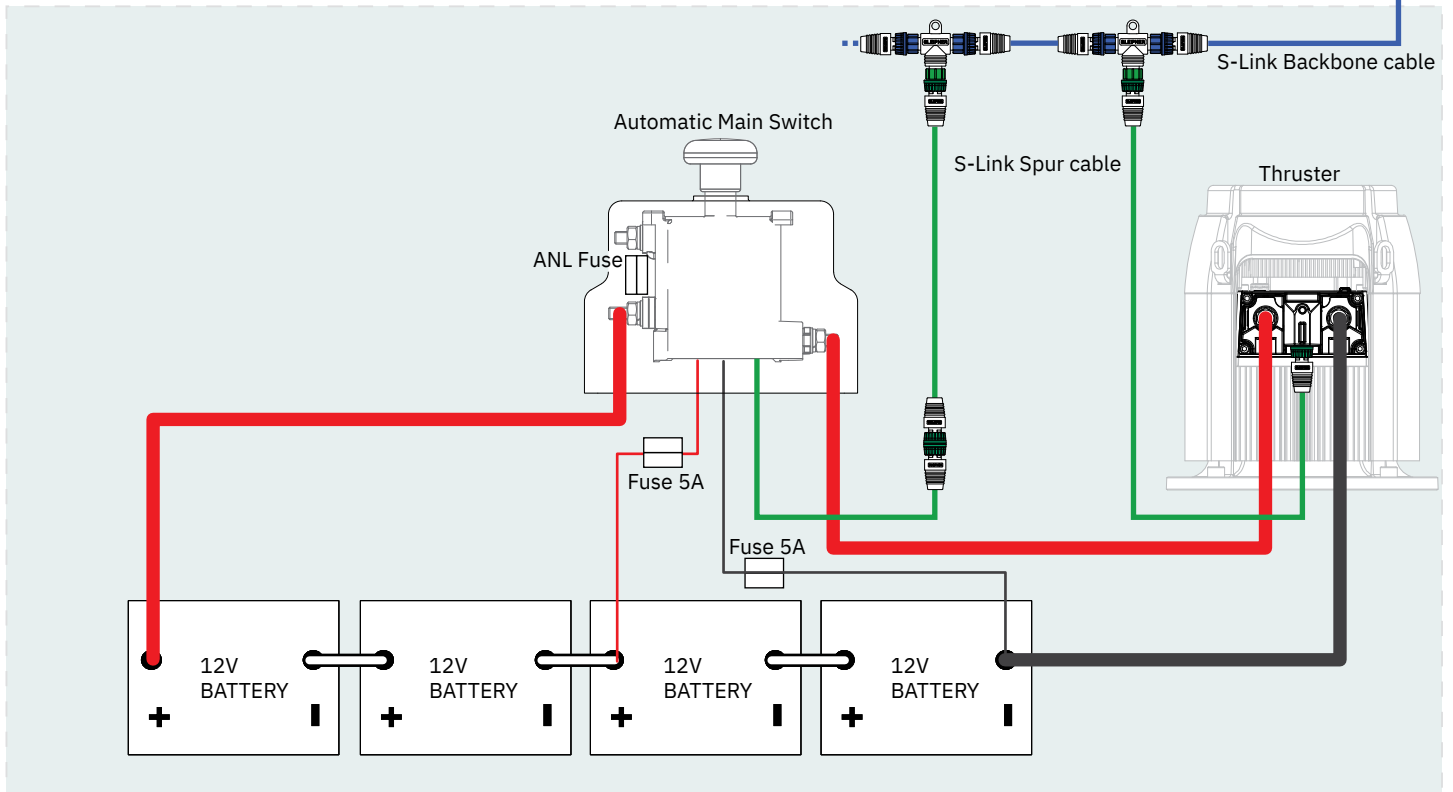 S-Link Backbone cable
Automatic Main Switch
S-Link Spur cable
Thruster
ANL Fuse
Fuse 5A
Fuse 5A
12V
BATTERY
12V
BATTERY
12V
BATTERY
12V
BATTERY
+ -
+ -
+ -
+ -